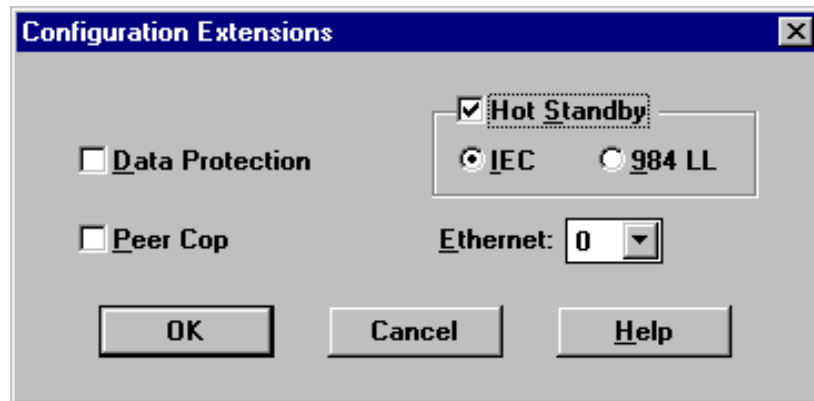 Configuration Extensions
Hot Standby
Data Protection
IEC
984 LL
Peer Cop
Ethernet: 0
OK
Cancel
Help